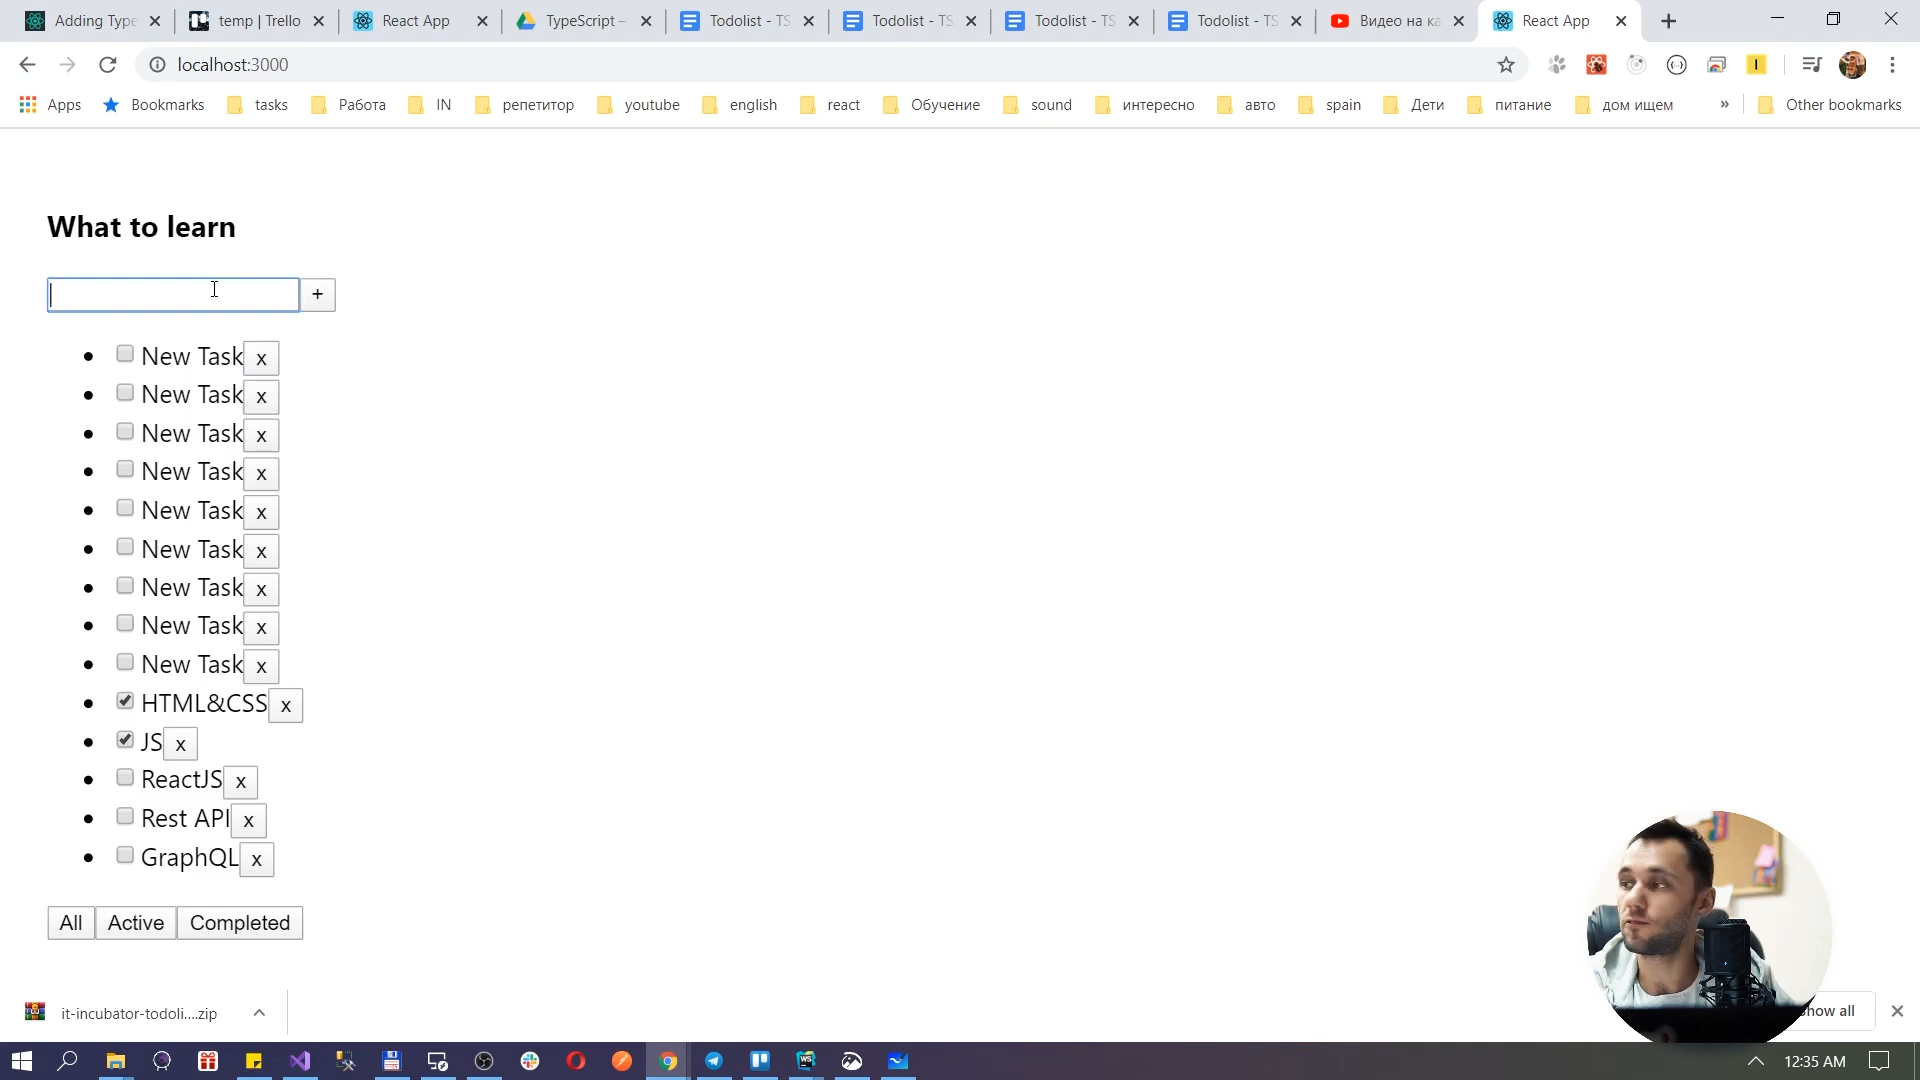 Adding Type
temp | Trello
React App
TypeScript –
Todolist - TS
Todolist - TS
Todolist - TS
Todolist - TS
Видео на ка
React App
localhost:3000
Apps
Bookmarks
tasks
Работа
IN
репетитор
youtube
english
react
Обучение
sound
интересно
авто
spain
Дети
питание
дом ищем
»
Other bookmarks
What to learn
+
New Task x
New Task x
New Task x
New Task x
New Task x
New Task x
New Task x
New Task x
New Task x
HTML&CSS x
JS x
ReactJS x
Rest API x
GraphQL x
All Active Completed
it-incubator-todoli....zip
how all
12:35 AM